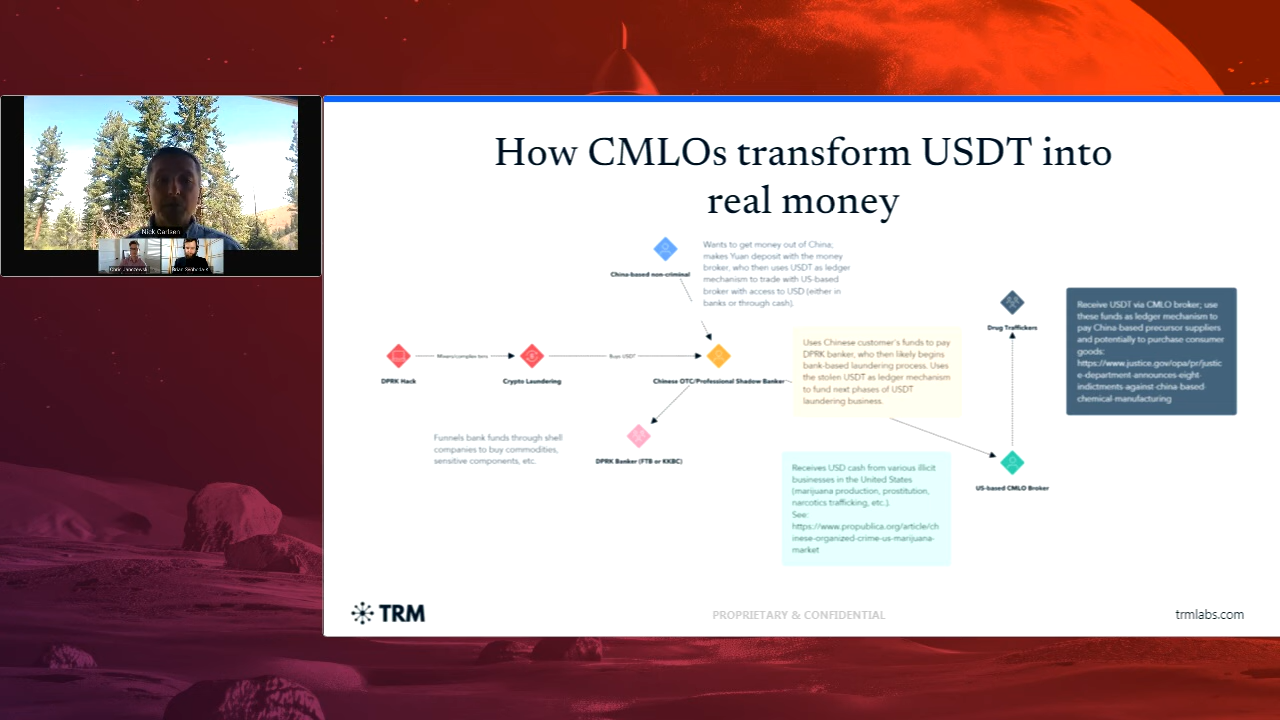 How CMLOs transform USDT into
real money
Nick Carlsen
Chris Janczewski
China-based non-criminal
Wants to get money out of China;
makes Yuan deposit with the money
broker, who then uses USDT as ledger
mechanism to trade with US-based
broker with access to USD (either in
banks or through cash).
DPRK Hack
Mixers/complex txns
Crypto Laundering
Buys USDT
Chinese OTC/Professional Shadow Banker
Uses Chinese customer's funds to pay
DPRK banker, who then likely begins
bank-based laundering process. Uses
the stolen USDT as ledger mechanism
to fund next phases of USDT
laundering business.
Drug Traffickers
Receive USDT via CMLO broker; use
these funds as ledger mechanism to
pay China-based precursor suppliers
and potentially to purchase consumer
goods:
https://www.justice.gov/opa/pr/justic
e-department-announces-eight-
indictments-against-china-based
chemical-manufacturing
Funnels bank funds through shell
companies to buy commodities,
sensitive components, etc.
DPRK Banker (FTB or KKBC)
Receives USD cash from various illicit
businesses in the United States
(marijuana production, prostitution,
narcotics trafficking, etc.).
See:
https://www.propublica.org/article/ch
inese-organized-crime-us-marijuana-
market
US-based CMLO Broker
TRM
PROPRIETARY & CONFIDENTIAL
trmlabs.com